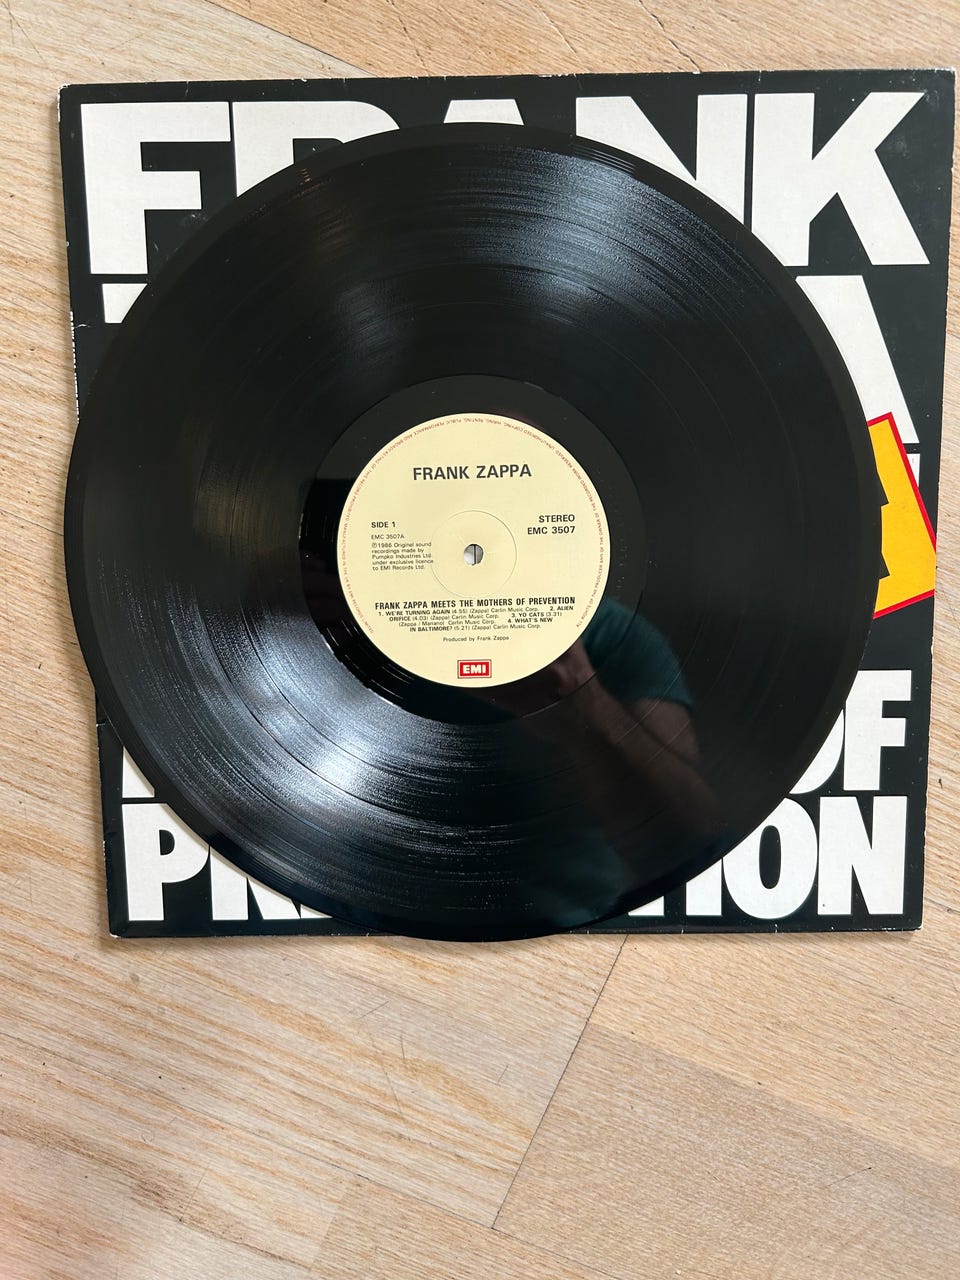 FRANK
FRANK ZAPPA
SIDE 1
STEREO
EMC 3507
EMC 3507A
℗1986 Original sound
recordings made by
Pumpko Industries Ltd.
under exclusive licence
to EMI Records Ltd.
FRANK ZAPPA MEETS THE MOTHERS OF PREVENTION
1. WE'RE TURNING AGAIN (4.55) (Zappa) Carlin Music Corp. 2. ALIEN
ORIFICE (4.03) (Zappa) Carlin Music Corp. 3. YO CATS (3.31)
(Zappa / Mariano) Carlin Music Corp. 4. WHAT'S NEW
IN BALTIMORE? (5.21) (Zappa) Carlin Music Corp.
Produced by Frank Zappa
EMI
OF